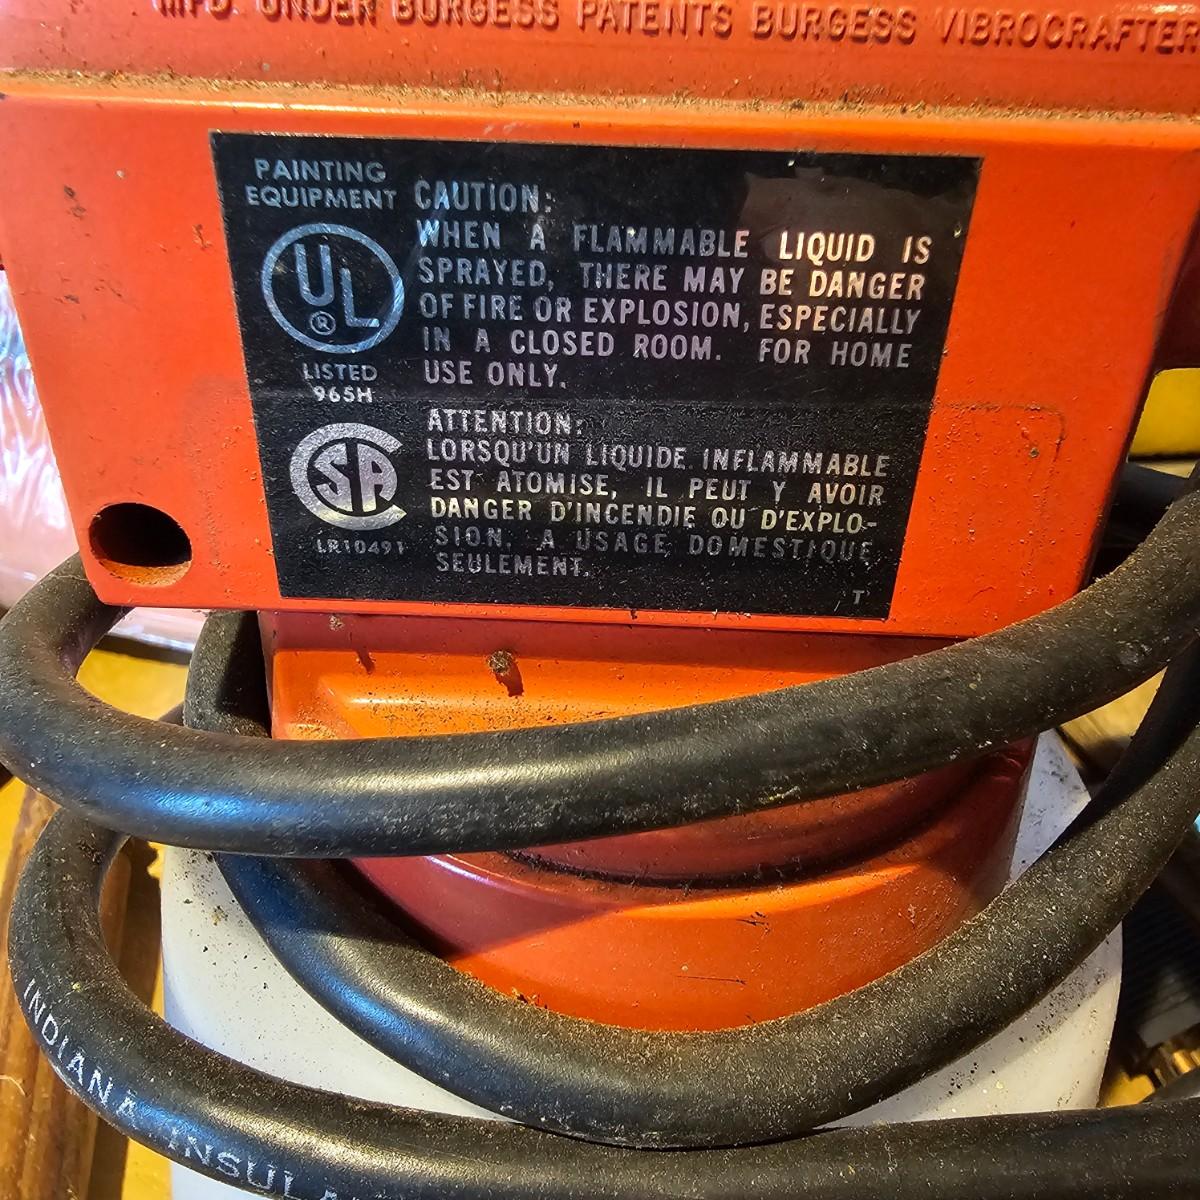 MFD. UNDER BURGESS PATENTS BURGESS VIBROCRAFTER
PAINTING
EQUIPMENT
UL
®
LISTED
965H
CAUTION:
WHEN A FLAMMABLE LIQUID IS
SPRAYED, THERE MAY BE DANGER
OF FIRE OR EXPLOSION, ESPECIALLY
IN A CLOSED ROOM. FOR HOME
USE ONLY.
SA
LR10491
ATTENTION:
LORSQU'UN LIQUIDE INFLAMMABLE
EST ATOMISE, IL PEUT Y AVOIR
DANGER D'INCENDIE OU D'EXPLO-
SION. A USAGE DOMESTIQUE
SEULEMENT.
T
INDIANA INSUL